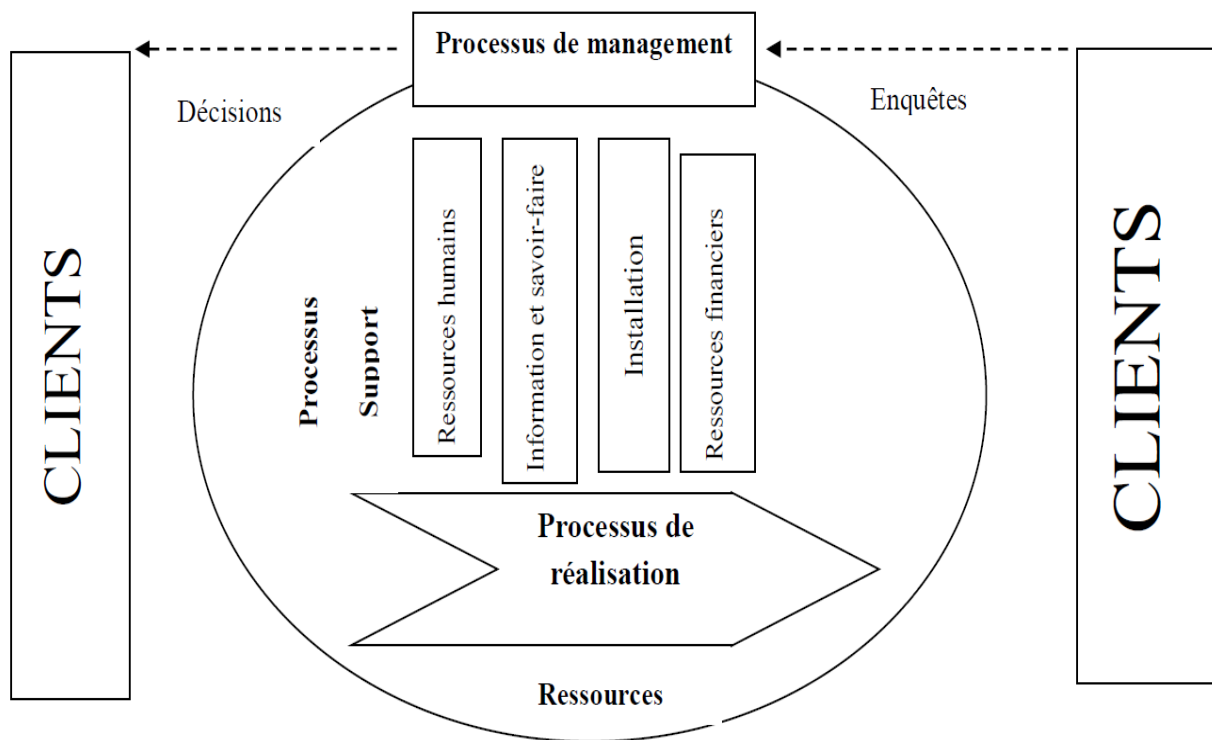 Processus de management
Décisions
Enquêtes
CLIENTS
Processus
Support
Ressources humains
Information et savoir-faire
Installation
Ressources financiers
CLIENTS
Processus de
réalisation
Ressources